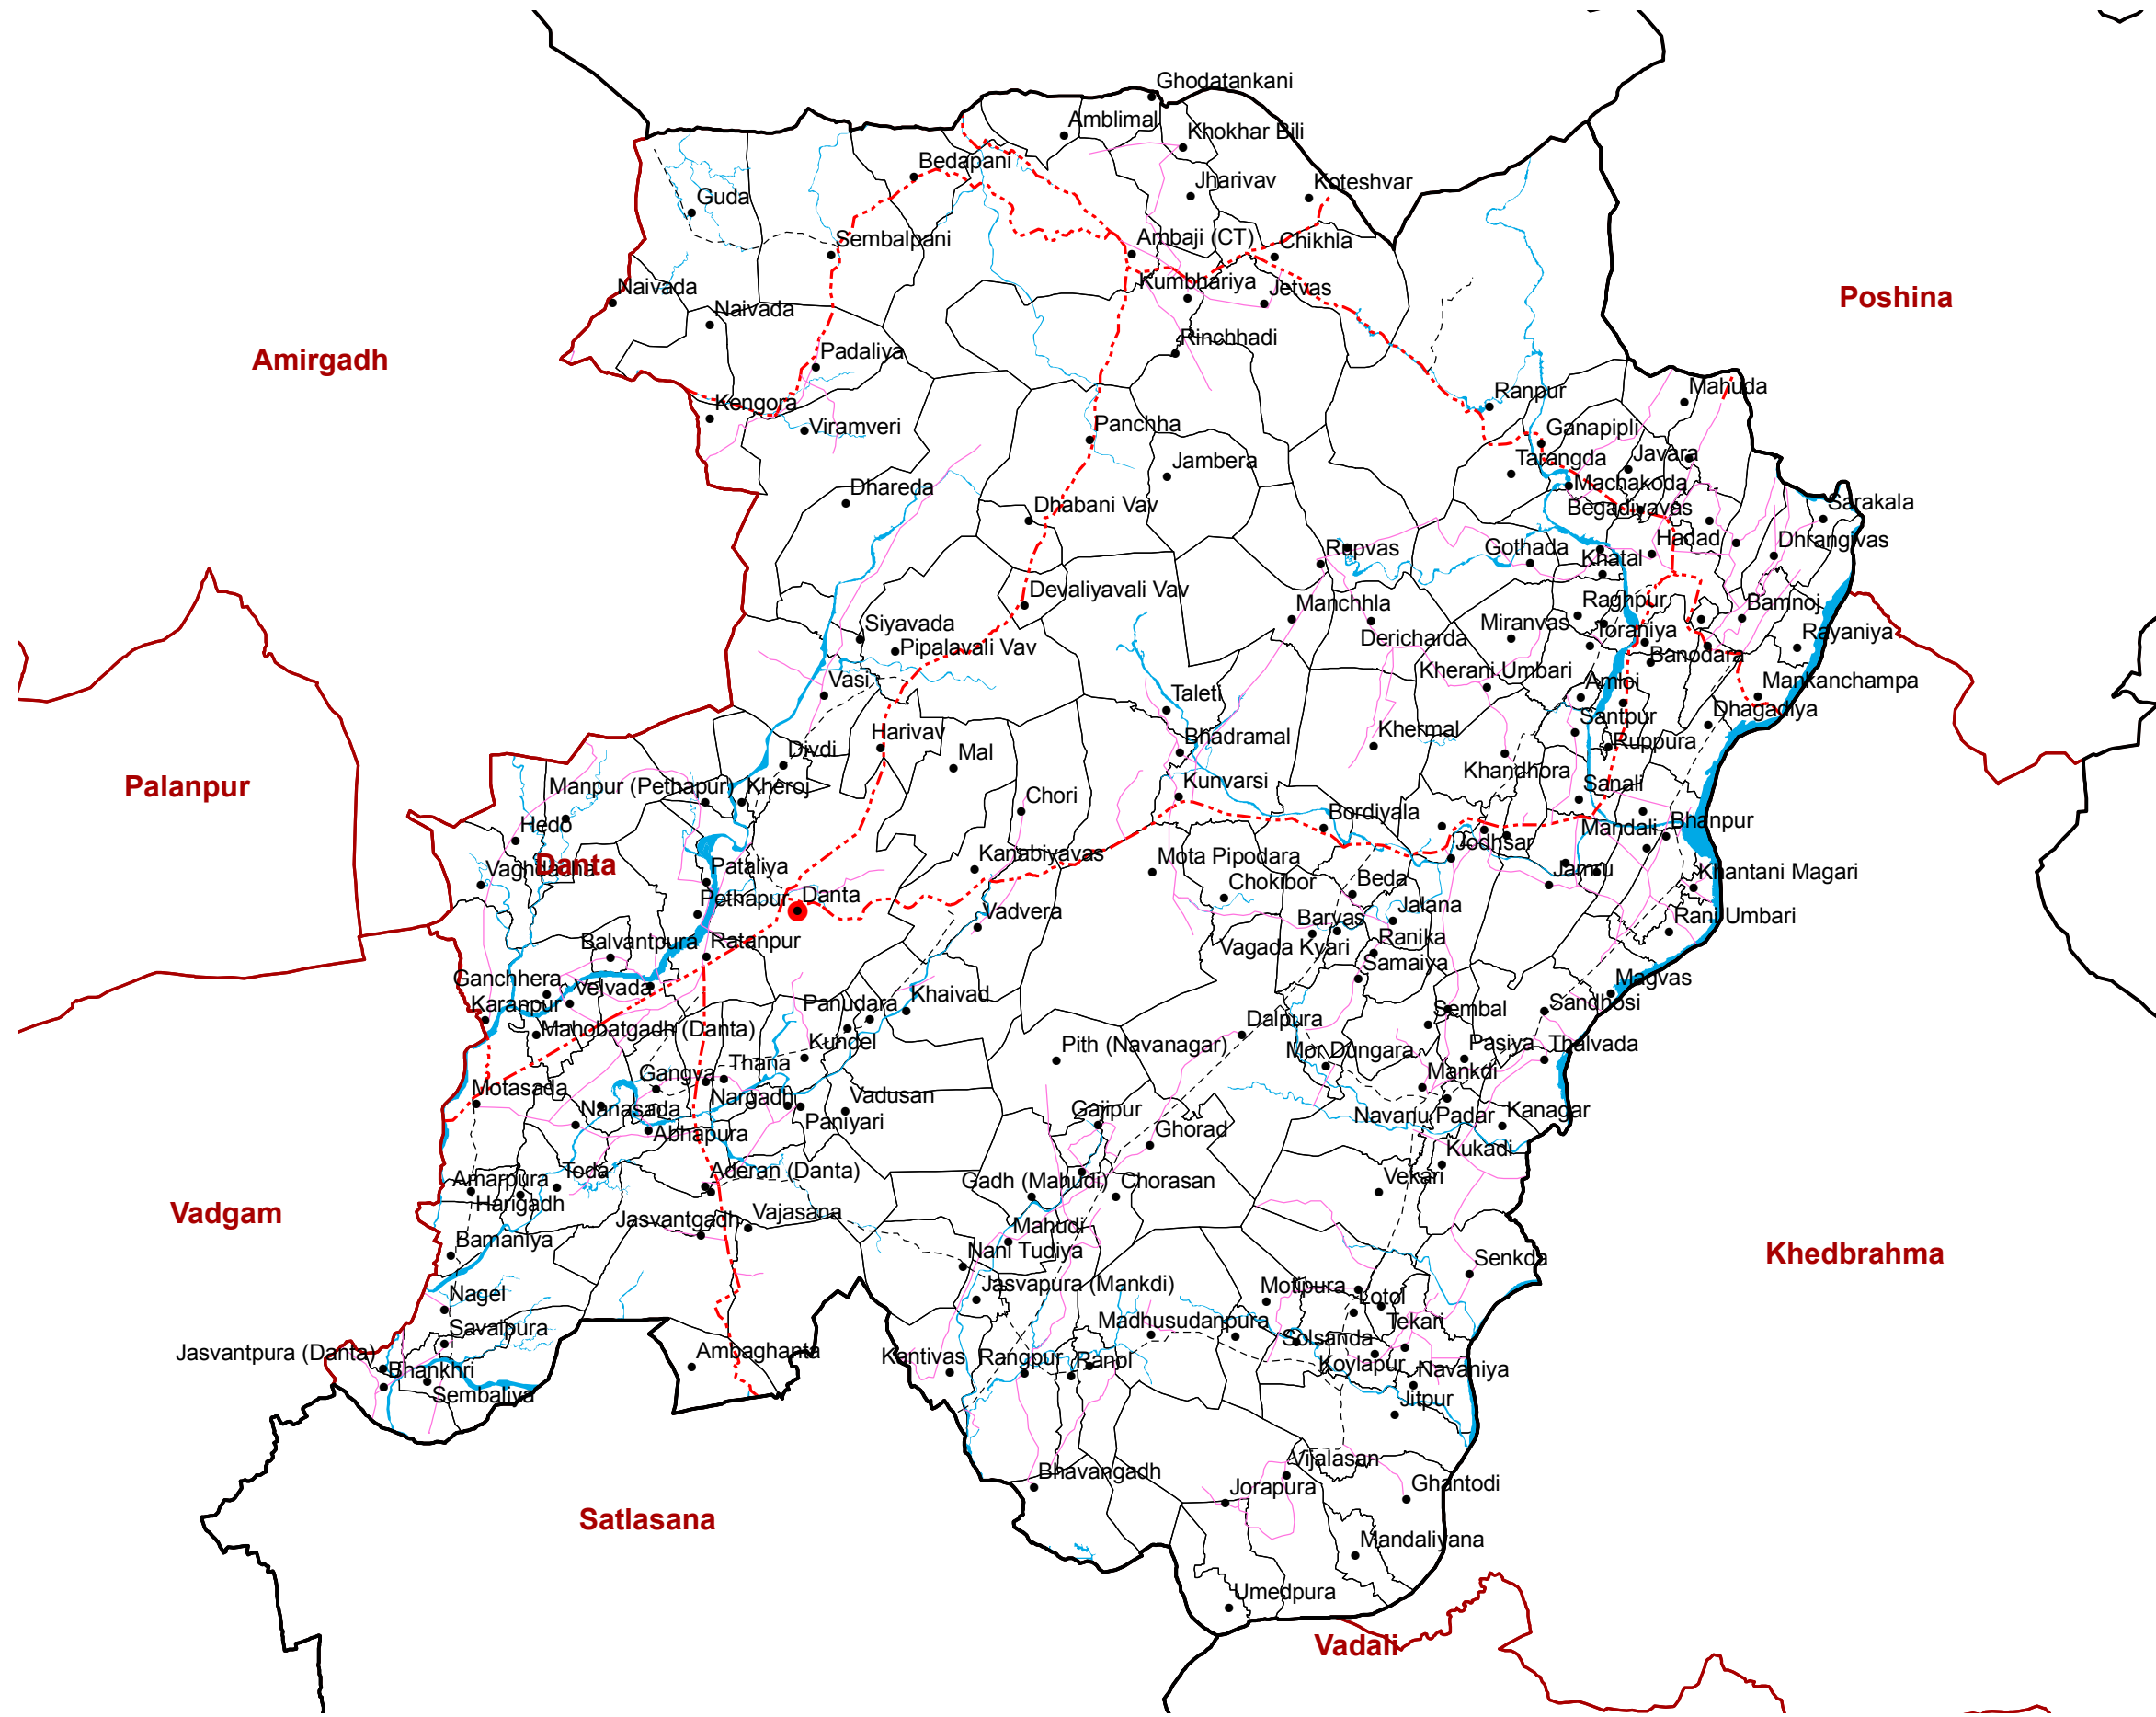 Ghodatankani
Amblimal
Khokhar Bili
Bedapani
Jharivav
Koteshvar
Guda
Sembalpani
Ambaji (CT)
Chikhla
Naivada
Kumbhariya
Jetvas
Poshina
Naivada
Rinchhadi
Amirgadh
Padaliya
Mahuda
Kengora
Ranpur
Viramveri
Panchha
Ganapipli
Jambera
Tarangda
Javara
Dhareda
Machakoda
Dhabani Vav
Begadiyavas
Sarakala
Rupvas
Gothada
Khatal
Hadad
Dhrangivas
Devaliyavali Vav
Manchhla
Raghpur
Bamnoj
Siyavada
Miranvas
Toraniya
Rayaniya
Pipalavali Vav
Dericharda
Banodara
Vasi
Kherani Umbari
Amloi
Mankanchampa
Taleti
Santpur
Dhagadiya
Harivav
Khermal
Bhadramal
Ruppura
Divdi
Mal
Khandhora
Manpur (Pethapur)
Kheroj
Kunvarsi
Sanali
Palanpur
Chori
Hedo
Bordiyala
Mandali
Bhanpur
Jodhsar
Danta
Kanabiyavas
Mota Pipodara
Vaghdacha
Pataliya
Jamru
Khantani Magari
Chokibor
Beda
Pethapur
Danta
Jalana
Vadvera
Barvas
Rani Umbari
Balvantpura
Ratanpur
Vagada Kyari
Ranika
Samaiya
Ganchhera
Velvada
Magvas
Karanpur
Panudara
Khaivad
Sembal
Sandhosi
Mahobatgadh (Danta)
Dalpura
Kundel
Pith (Navanagar)
Mor Dungara
Pasiya
Thalvada
Thana
Gangva
Mankdi
Motasada
Nargadh
Vadusan
Nanasada
Gajipur
Navanu Padar
Kanagar
Paniyari
Abhapura
Ghorad
Kukadi
Amarpura
Toda
Aderan (Danta)
Gadh (Mahudi)
Chorasan
Vekari
Harigadh
Vadgam
Jasvantgadh
Vajasana
Mahudi
Bamaniya
Nani Tudiya
Senkda
Khedbrahma
Nagel
Jasvapura (Mankdi)
Motipura
Lotol
Savaipura
Madhusudanpura
Tekari
Solsanda
Jasvantpura (Danta)
Ambaghanta
Kantivas
Rangpur
Panol
Koylapur
Navaniya
Bhankhri
Sembaliya
Jitpur
Bhavangadh
Vijalasan
Jorapura
Ghantodi
Satlasana
Mandaliyana
Umedpura
Vadali